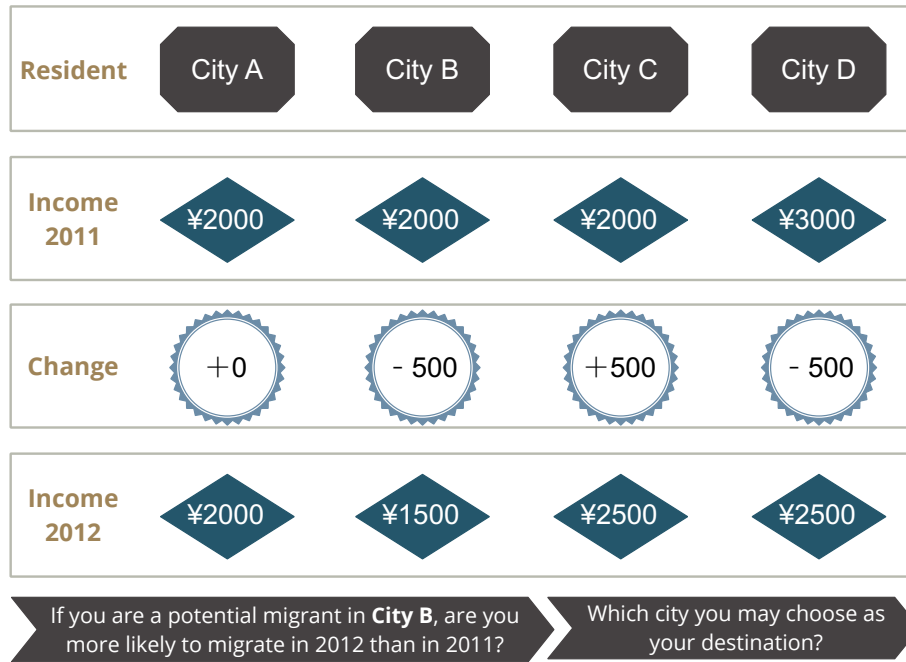 Resident
City A
City B
City C
City D
Income
2011
¥2000
¥2000
¥2000
¥3000
Change
+0
- 500
+500
- 500
Income
2012
¥2000
¥1500
¥2500
¥2500
If you are a potential migrant in City B, are you
more likely to migrate in 2012 than in 2011?
Which city you may choose as
your destination?